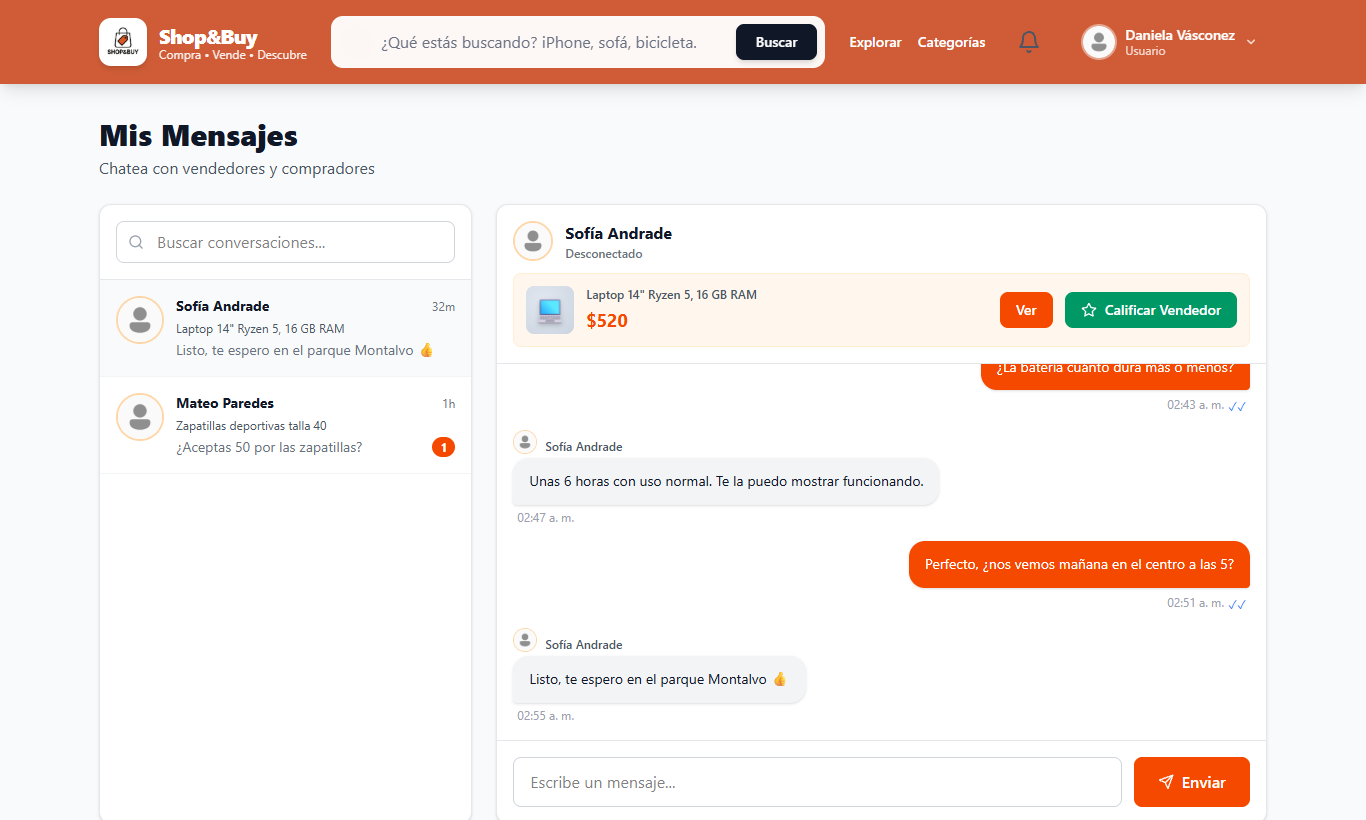 SHOP&BUY
Shop&Buy
Compra • Vende • Descubre
¿Qué estás buscando? iPhone, sofá, bicicleta.
Buscar
Explorar
Categorías
Daniela Vásconez
Usuario
Mis Mensajes
Chatea con vendedores y compradores
Buscar conversaciones...
Sofía Andrade
32m
Laptop 14" Ryzen 5, 16 GB RAM
Listo, te espero en el parque Montalvo 👍
Mateo Paredes
1h
Zapatillas deportivas talla 40
¿Aceptas 50 por las zapatillas?
1
Sofía Andrade
Desconectado
Laptop 14" Ryzen 5, 16 GB RAM
$520
Ver
Calificar Vendedor
¿La batería cuánto dura más o menos?
02:43 a. m.
Sofía Andrade
Unas 6 horas con uso normal. Te la puedo mostrar funcionando.
02:47 a. m.
Perfecto, ¿nos vemos mañana en el centro a las 5?
02:51 a. m.
Sofía Andrade
Listo, te espero en el parque Montalvo 👍
02:55 a. m.
Escribe un mensaje...
Enviar